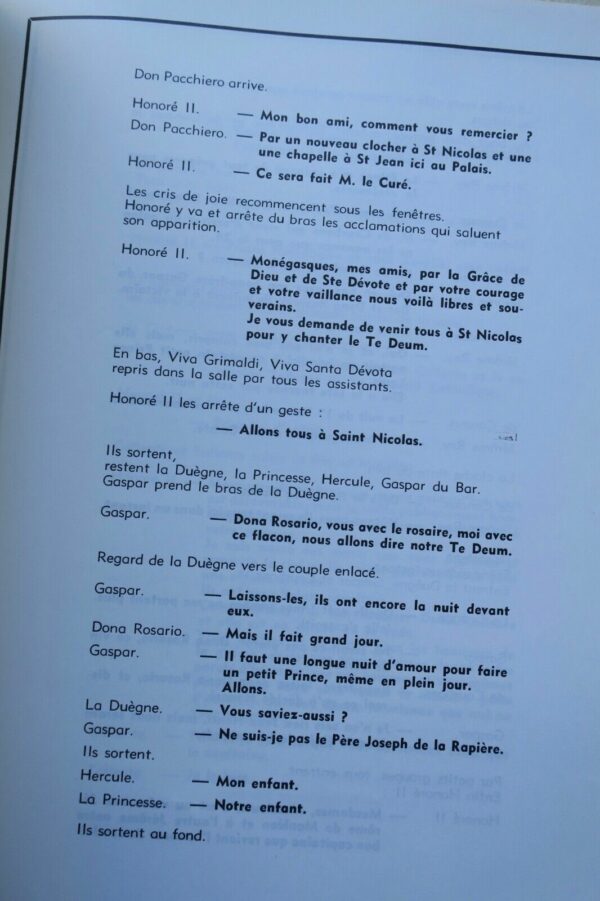 Don Pacchiero arrive.
Honoré II. — Mon bon ami, comment vous remercier ?
Don Pacchiero. — Par un nouveau clocher à St Nicolas et une
une chapelle à St Jean ici au Palais.
Honoré II. — Ce sera fait M. le Curé.
Les cris de joie recommencent sous les fenêtres.
Honoré y va et arrête du bras les acclamations qui saluent
son apparition.
Honoré II. — Monégasques, mes amis, par la Grâce de
Dieu et de Ste Dévote et par votre courage
et votre vaillance nous voilà libres et sou-
verains.
Je vous demande de venir tous à St Nicolas
pour y chanter le Te Deum.
En bas, Viva Grimaldi, Viva Santa Dévota
repris dans la salle par tous les assistants.
Honoré II les arrête d'un geste :
— Allons tous à Saint Nicolas.
Ils sortent,
restent la Duègne, la Princesse, Hercule, Gaspar du Bar.
Gaspar prend le bras de la Duègne.
Gaspar. — Dona Rosario, vous avec le rosaire, moi avec
ce flacon, nous allons dire notre Te Deum.
Regard de la Duègne vers le couple enlacé.
Gaspar. — Laissons-les, ils ont encore la nuit devant
eux.
Dona Rosario. — Mais il fait grand jour.
Gaspar. — Il faut une longue nuit d'amour pour faire
un petit Prince, même en plein jour.
Allons.
La Duègne. — Vous saviez-aussi ?
Gaspar. — Ne suis-je pas le Père Joseph de la Rapière.
Ils sortent.
Hercule. — Mon enfant.
La Princesse. — Notre enfant.
Ils sortent au fond.